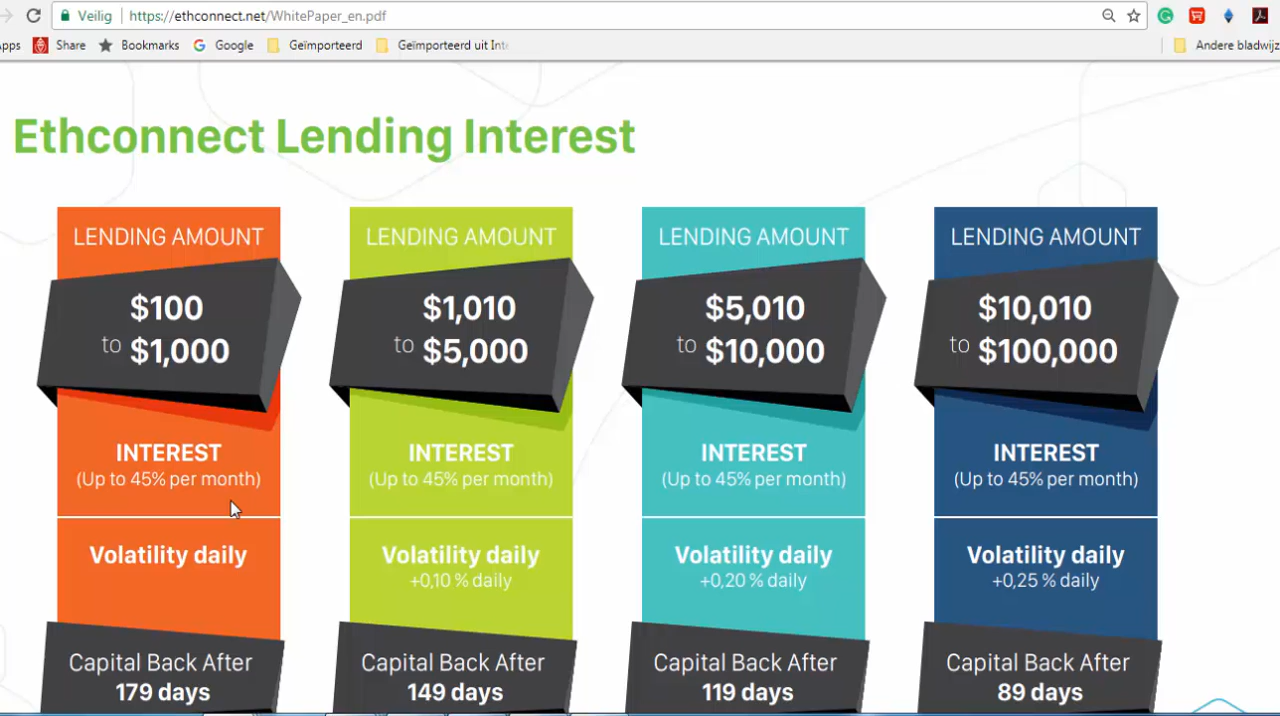 Veilig
https://ethconnect.net/WhitePaper_en.pdf
Share
Bookmarks
Google
Geïmporteerd
Geïmporteerd uit
Andere
Ethconnect Lending Interest
LENDING AMOUNT
$100
to $1,000
INTEREST
(Up to 45% per month)
Volatility daily
Capital Back After
179 days
LENDING AMOUNT
$1,010
to $5,000
INTEREST
(Up to 45% per month)
Volatility daily
+0,10 % daily
Capital Back After
149 days
LENDING AMOUNT
$5,010
to $10,000
INTEREST
(Up to 45% per month)
Volatility daily
+0,20 % daily
Capital Back After
119 days
LENDING AMOUNT
$10,010
to $100,000
INTEREST
(Up to 45% per month)
Volatility daily
+0,25 % daily
Capital Back After
89 days